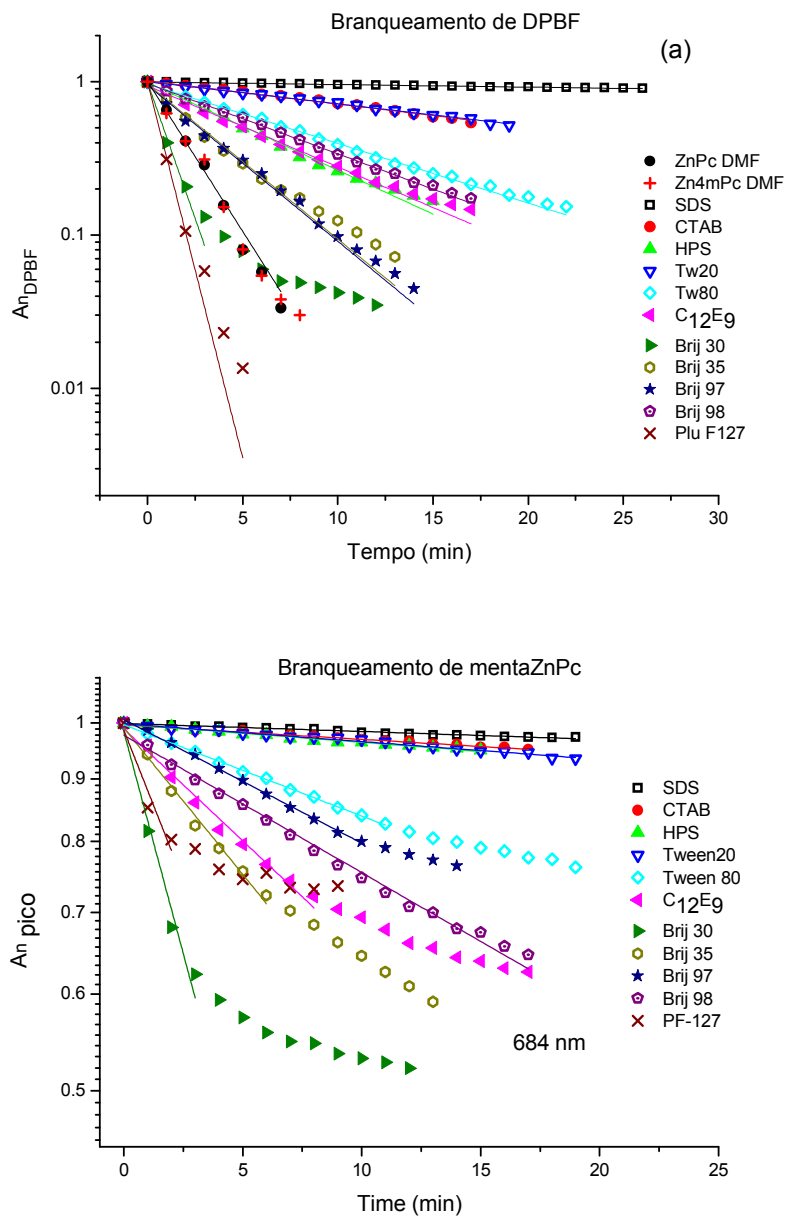 Branqueamento de DPBF
(a)
1
0.1
0.01
AnDPBF
0 5 10 15 20 25 30
Tempo (min)
ZnPc DMF
Zn4mPc DMF
SDS
CTAB
HPS
Tw20
Tw80
C12E9
Brij 30
Brij 35
Brij 97
Brij 98
Plu F127
Branqueamento de mentaZnPc
1
0.9
0.8
0.7
0.6
0.5
An pico
0 5 10 15 20 25
Time (min)
684 nm
SDS
CTAB
HPS
Tween20
Tween 80
C12E9
Brij 30
Brij 35
Brij 97
Brij 98
PF-127